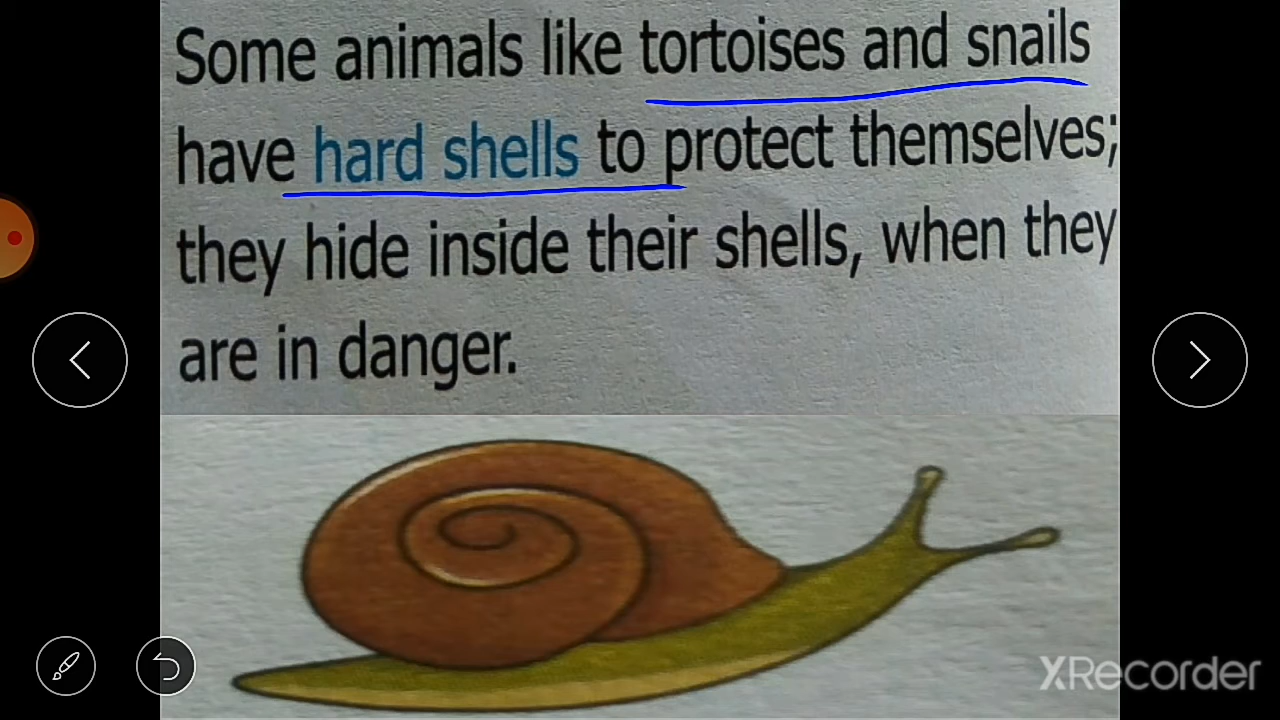 Some animals like tortoises and snails
have hard shells to protect themselves;
they hide inside their shells, when they
are in danger.
XRecorder